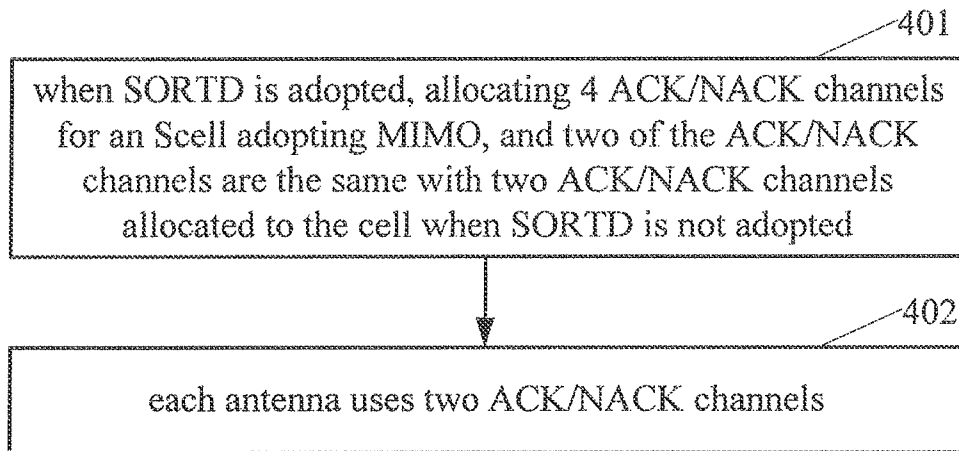 401
when SORTD is adopted, allocating 4 ACK/NACK channels
for an Scell adopting MIMO, and two of the ACK/NACK
channels are the same with two ACK/NACK channels
allocated to the cell when SORTD is not adopted
402
each antenna uses two ACK/NACK channels